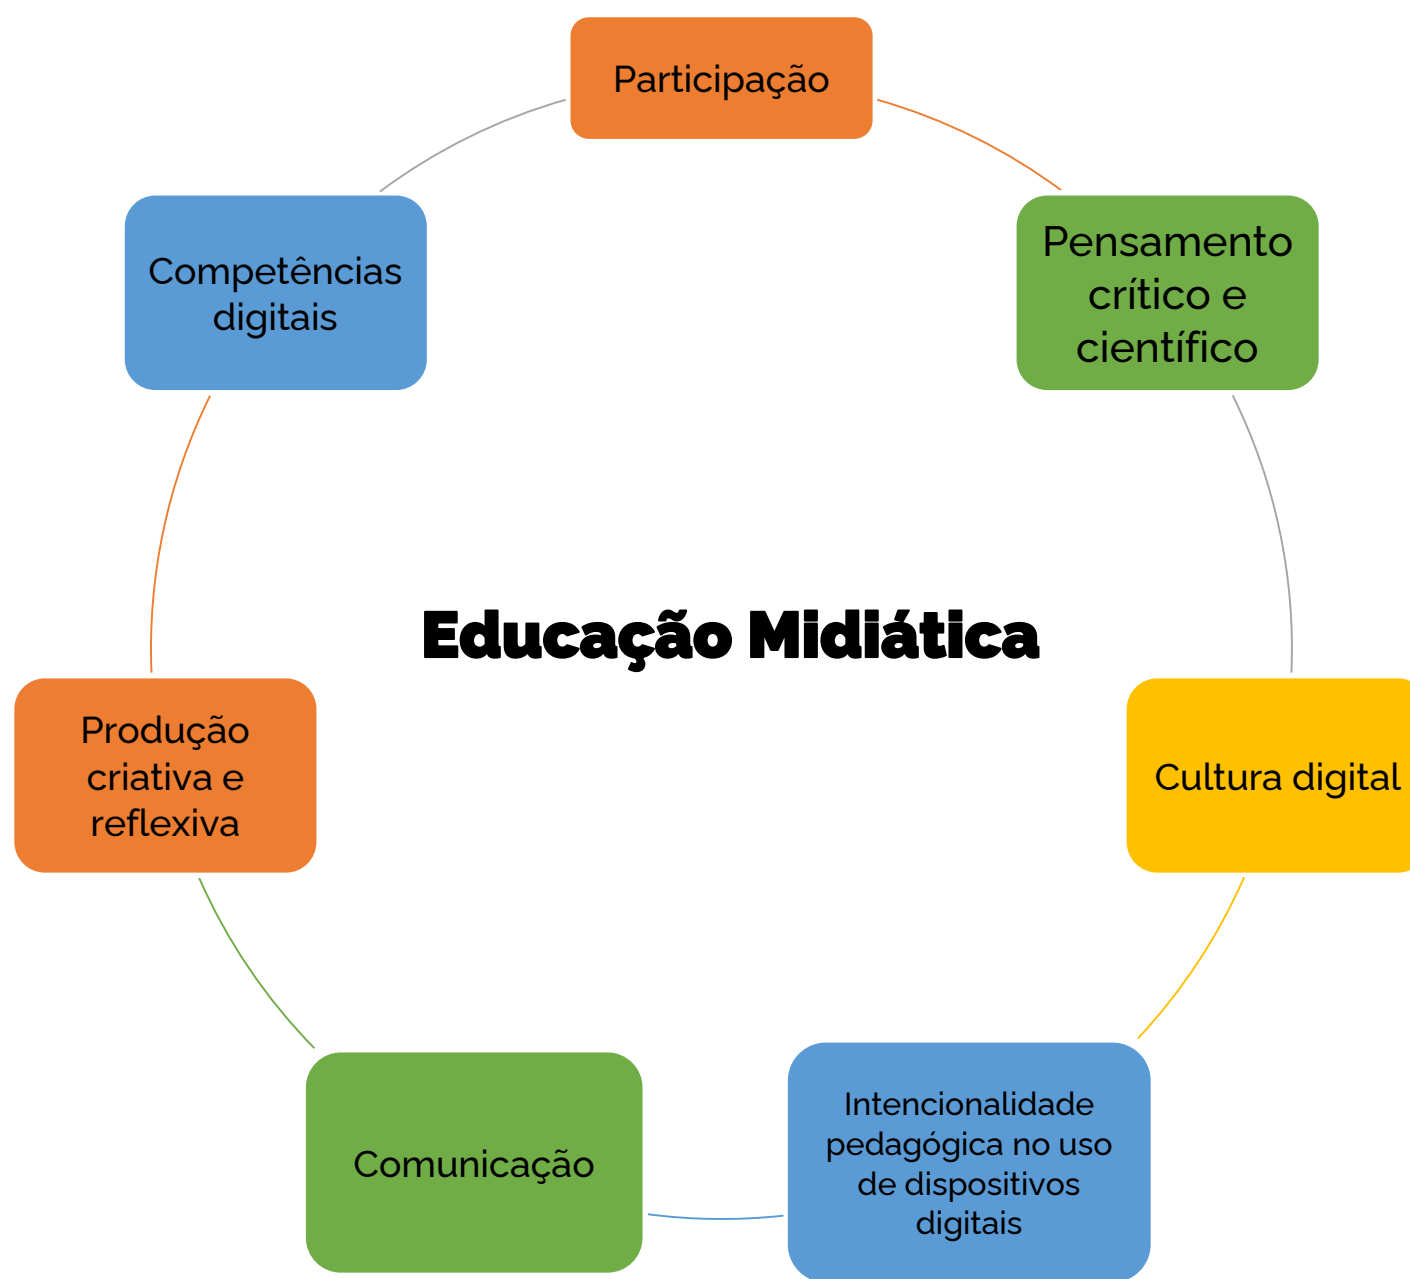 Participação
Pensamento
crítico e
científico
Competências
digitais
Educação Midiática
Produção
criativa e
reflexiva
Cultura digital
Comunicação
Intencionalidade
pedagógica no uso
de dispositivos
digitais